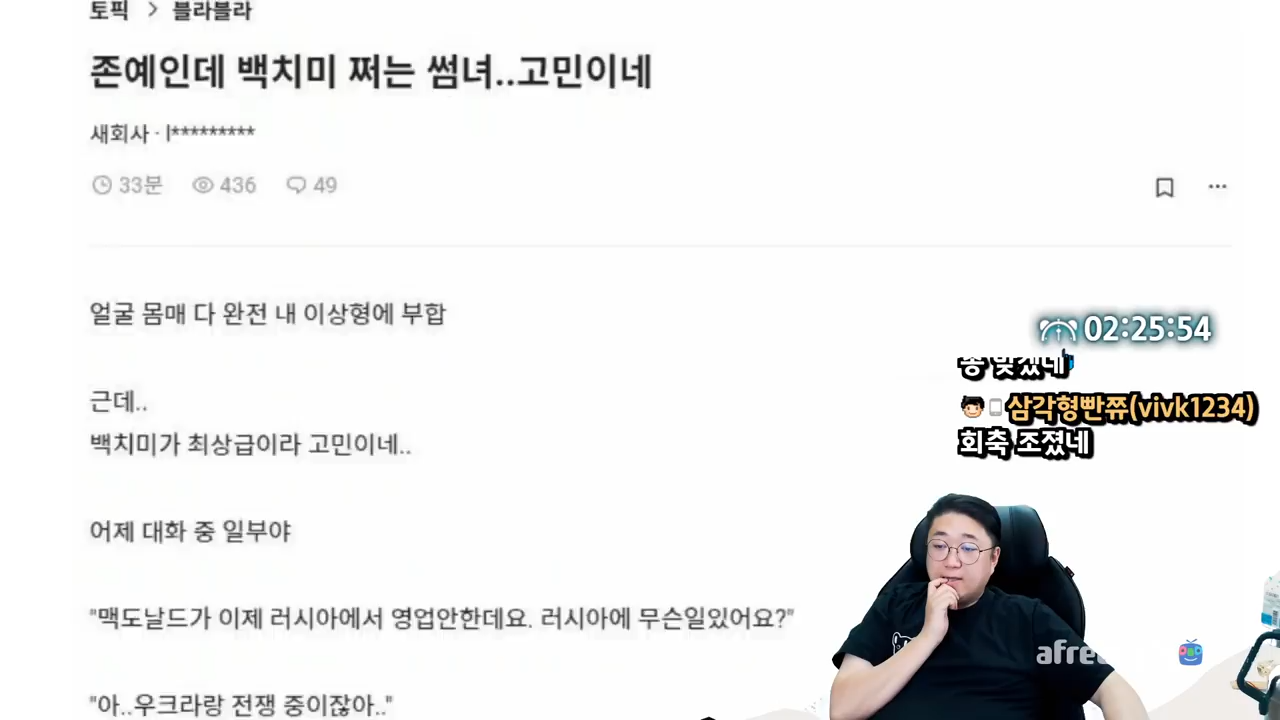 토픽 > 블라블라
존예인데 백치미 쩌는 썸녀..고민이네
새회사 · l*********
33분 436 49
얼굴 몸매 다 완전 내 이상형에 부합
02:25:54
맞겠네
근데..
삼각형빤쮸(vivk1234)
백치미가 최상급이라 고민이네..
회축 조졌네
어제 대화 중 일부야
"맥도날드가 이제 러시아에서 영업안한데요. 러시아에 무슨일있어요?"
afree
"아..우크라랑 전쟁 중이잖아.."